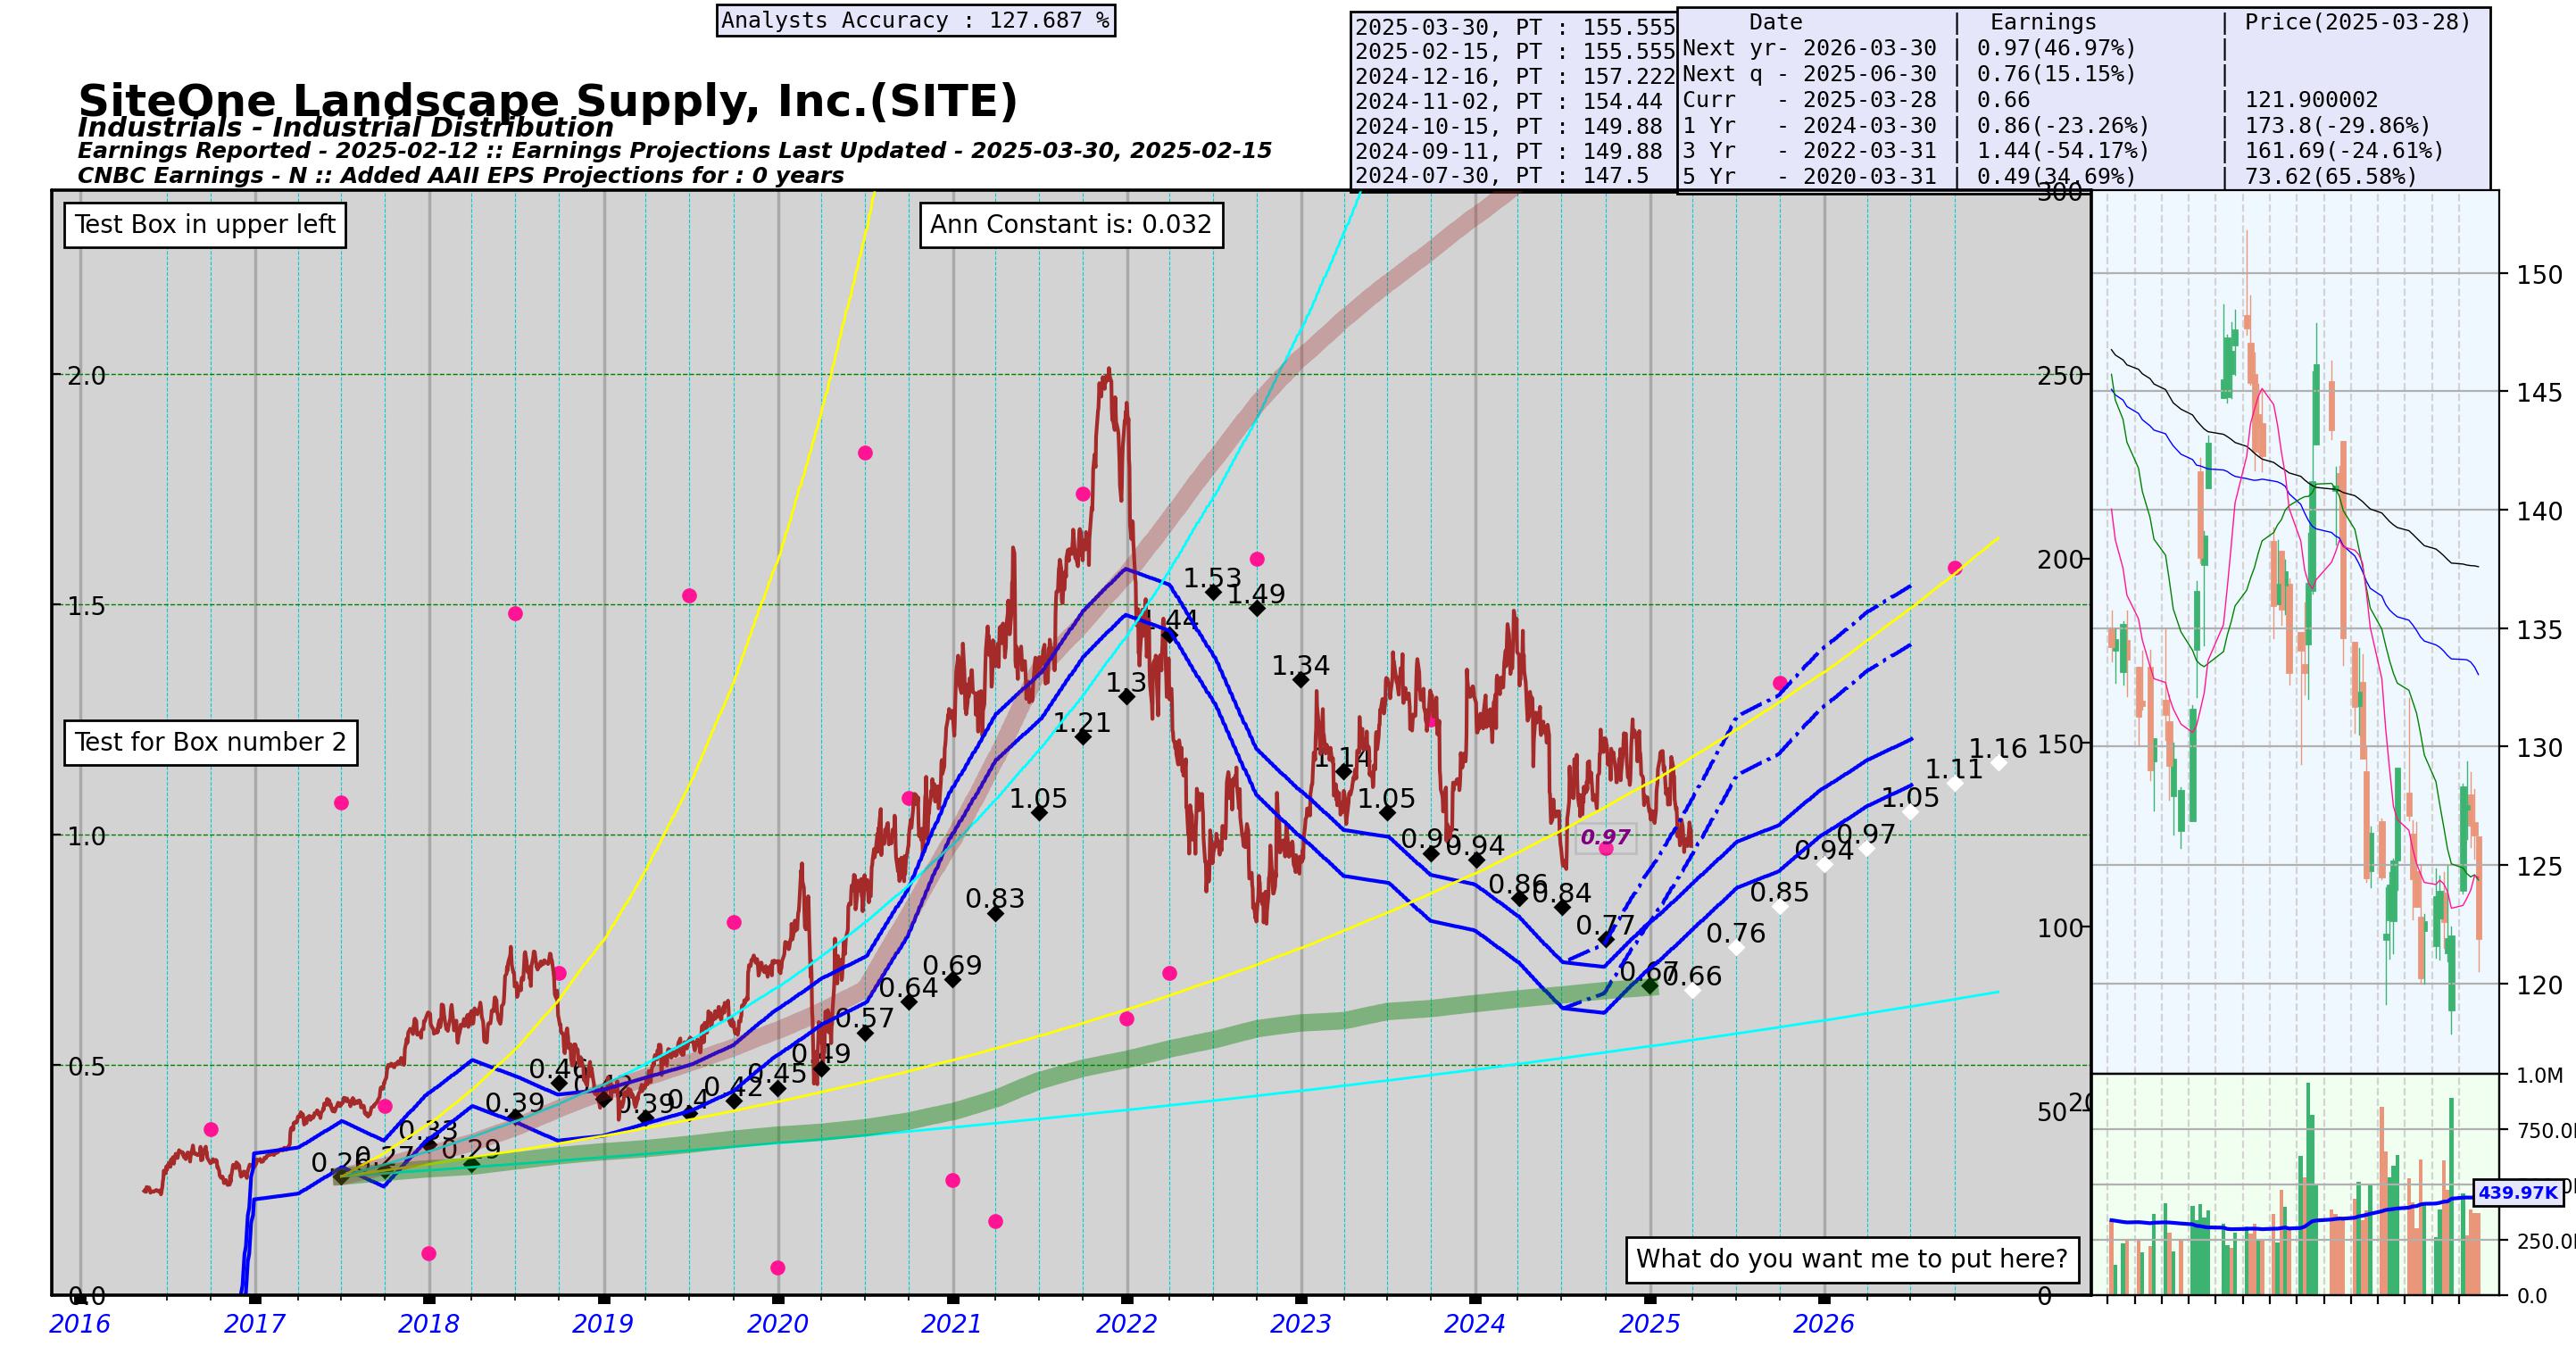 Analysts Accuracy : 127.687 %
SiteOne Landscape Supply, Inc.(SITE)
Industrials - Industrial Distribution
Earnings Reported - 2025-02-12 :: Earnings Projections Last Updated - 2025-03-30, 2025-02-15
CNBC Earnings - N :: Added AAII EPS Projections for : 0 years
2025-03-30, PT : 155.555
2025-02-15, PT : 155.555
2024-12-16, PT : 157.222
2024-11-02, PT : 154.44
2024-10-15, PT : 149.88
2024-09-11, PT : 149.88
2024-07-30, PT : 147.5
Date | Earnings | Price(2025-03-28)
Next yr- 2026-03-30 | 0.97(46.97%) |
Next q - 2025-06-30 | 0.76(15.15%) |
Curr - 2025-03-28 | 0.66 | 121.900002
1 Yr - 2024-03-30 | 0.86(-23.26%) | 173.8(-29.86%)
3 Yr - 2022-03-31 | 1.44(-54.17%) | 161.69(-24.61%)
5 Yr - 2020-03-31 | 0.49(34.69%) | 73.62(65.58%)
Test Box in upper left
Ann Constant is: 0.032
Test for Box number 2
What do you want me to put here?
2.0
1.5
1.0
0.5
0.0
300
250
200
150
100
50
0
0.26
0.27
0.33
0.29
0.39
0.46
0.39
0.4
0.42
0.45
0.49
0.57
0.64
0.69
0.83
1.05
1.21
1.3
1.44
1.53
1.49
1.34
1.14
1.05
0.96
0.94
0.86
0.84
0.77
0.97
0.67
0.66
0.76
0.85
0.94
0.97
1.05
1.11
1.16
150
145
140
135
130
125
120
1.0M
750.0
439.97K
250.0
0.0
2016 2017 2018 2019 2020 2021 2022 2023 2024 2025 2026